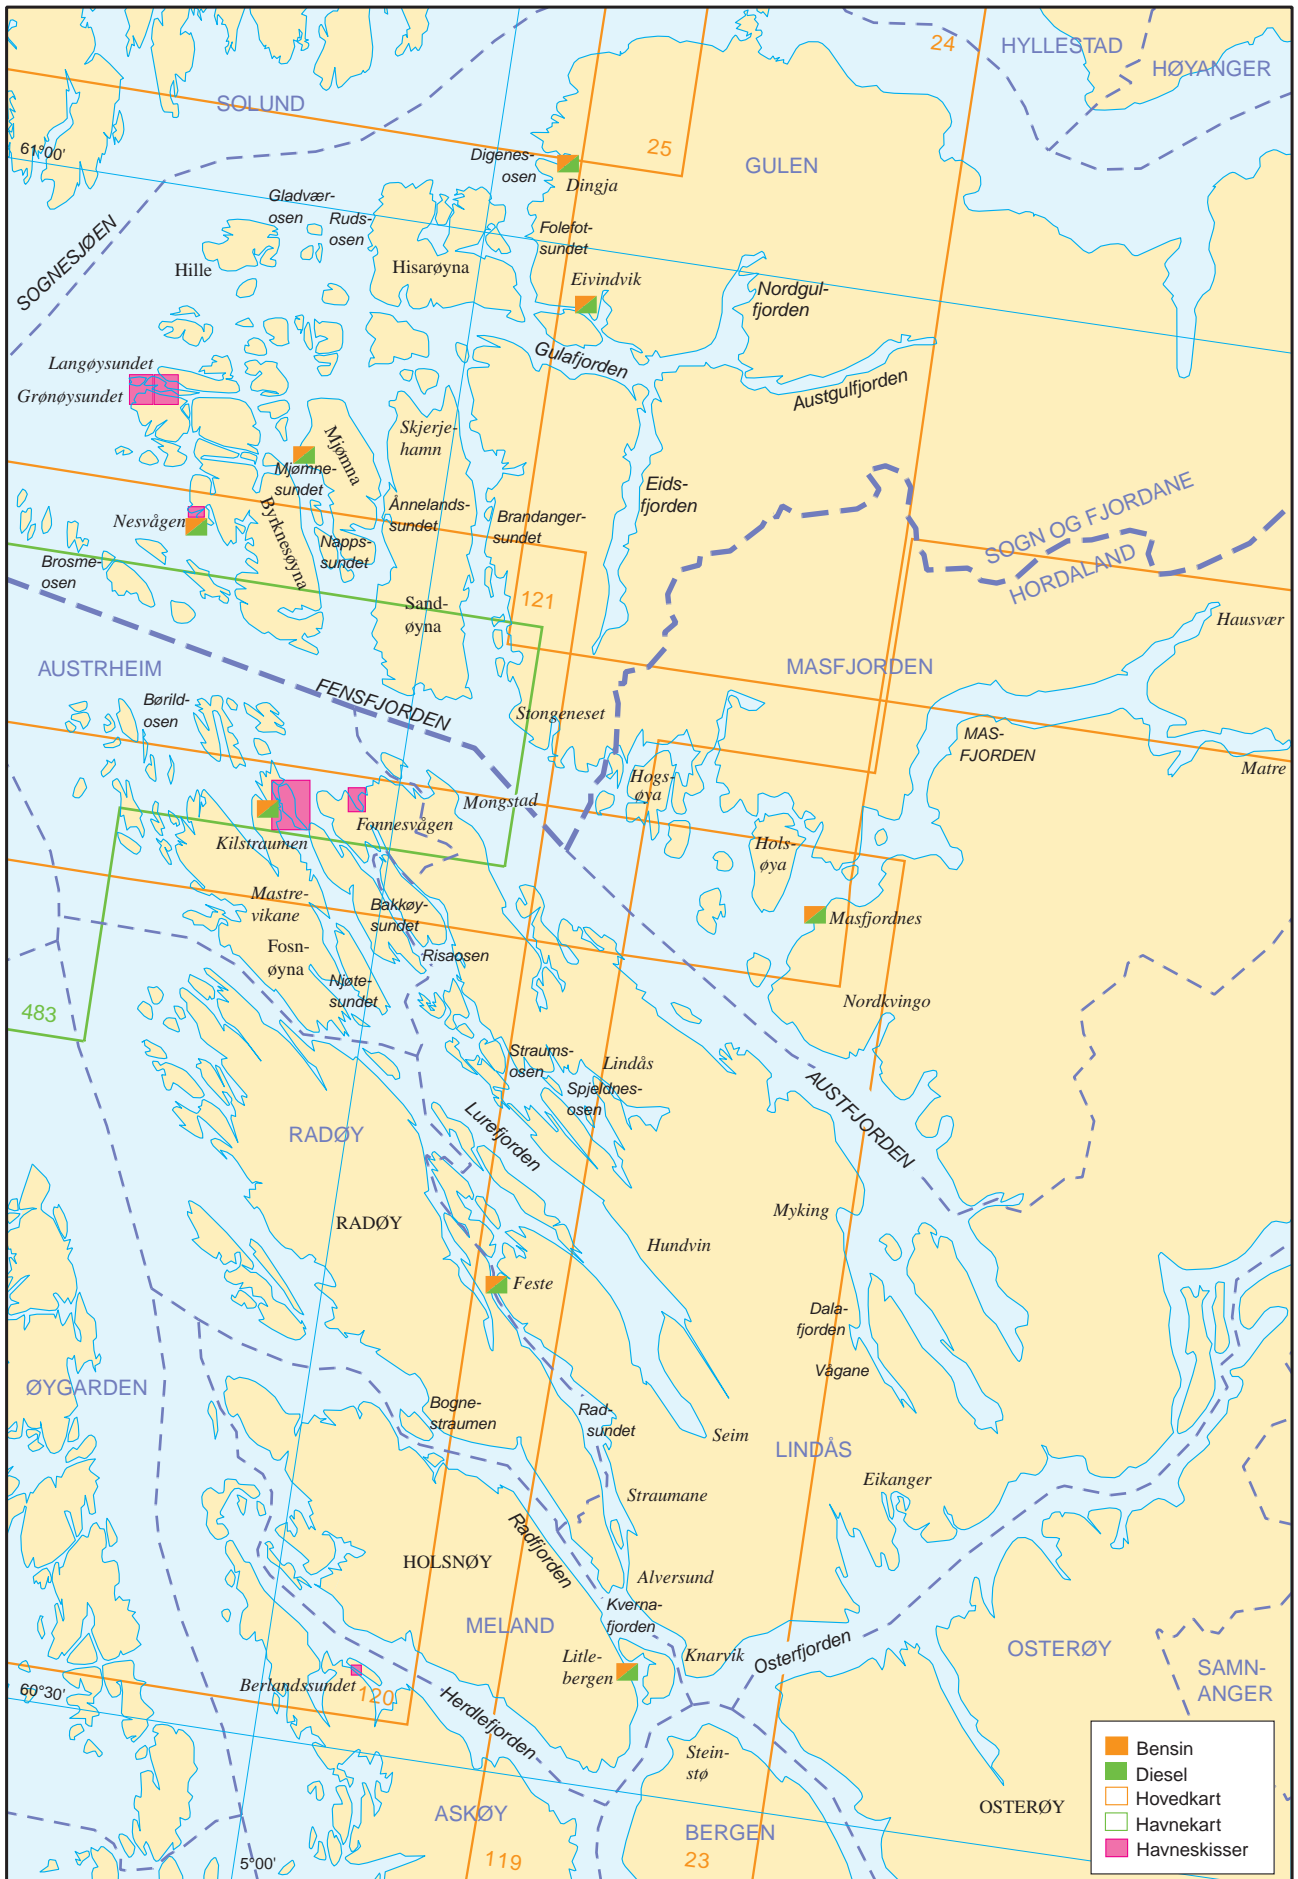 24
HYLLESTAD
HØYANGER
SOLUND
61°00'
25
Digenes-
osen
Dingja
GULEN
Gladvær-
osen
Ruds-
osen
Folefot-
sundet
SOGNESJØEN
Hille
Hisarøyna
Eivindvik
Nordgul-
fjorden
Gulafjorden
Langøysundet
Grønøysundet
Austgulfjorden
Skjerje-
hamn
Mjømna
Mjømne-
sundet
Eids-
fjorden
Byrknesøyna
Ånnelands-
sundet
Brandanger-
sundet
Nesvågen
Napps-
sundet
SOGN OG FJORDANE
HORDALAND
Brosme-
osen
Sand-
øyna
121
Hausvær
AUSTRHEIM
MASFJORDEN
FENSFJORDEN
Børild-
osen
Stongeneset
MAS-
FJORDEN
Matre
Hogs-
øya
Mongstad
Fonnesvågen
Kilstraumen
Hols-
øya
Mastre-
vikane
Bakkøy-
sundet
Masfjordnes
Fosn-
øyna
Risaosen
Njøte-
sundet
Nordkvingo
483
Straums-
osen
Lindås
Spjeldnes-
osen
AUSTFJORDEN
Lurefjorden
RADØY
Myking
RADØY
Hundvin
Feste
Dala-
fjorden
Vågane
ØYGARDEN
Bogne-
straumen
Rad-
sundet
Seim
LINDÅS
Eikanger
Straumane
Radfjorden
HOLSNØY
Alversund
Kverna-
fjorden
MELAND
Osterfjorden
OSTERØY
Knarvik
Litle-
bergen
SAMN-
ANGER
Berlandssundet
120
60°30'
Herdlefjorden
Stein-
stø
OSTERØY
ASKØY
BERGEN
119
23
5°00'
Bensin
Diesel
Hovedkart
Havnekart
Havneskisser